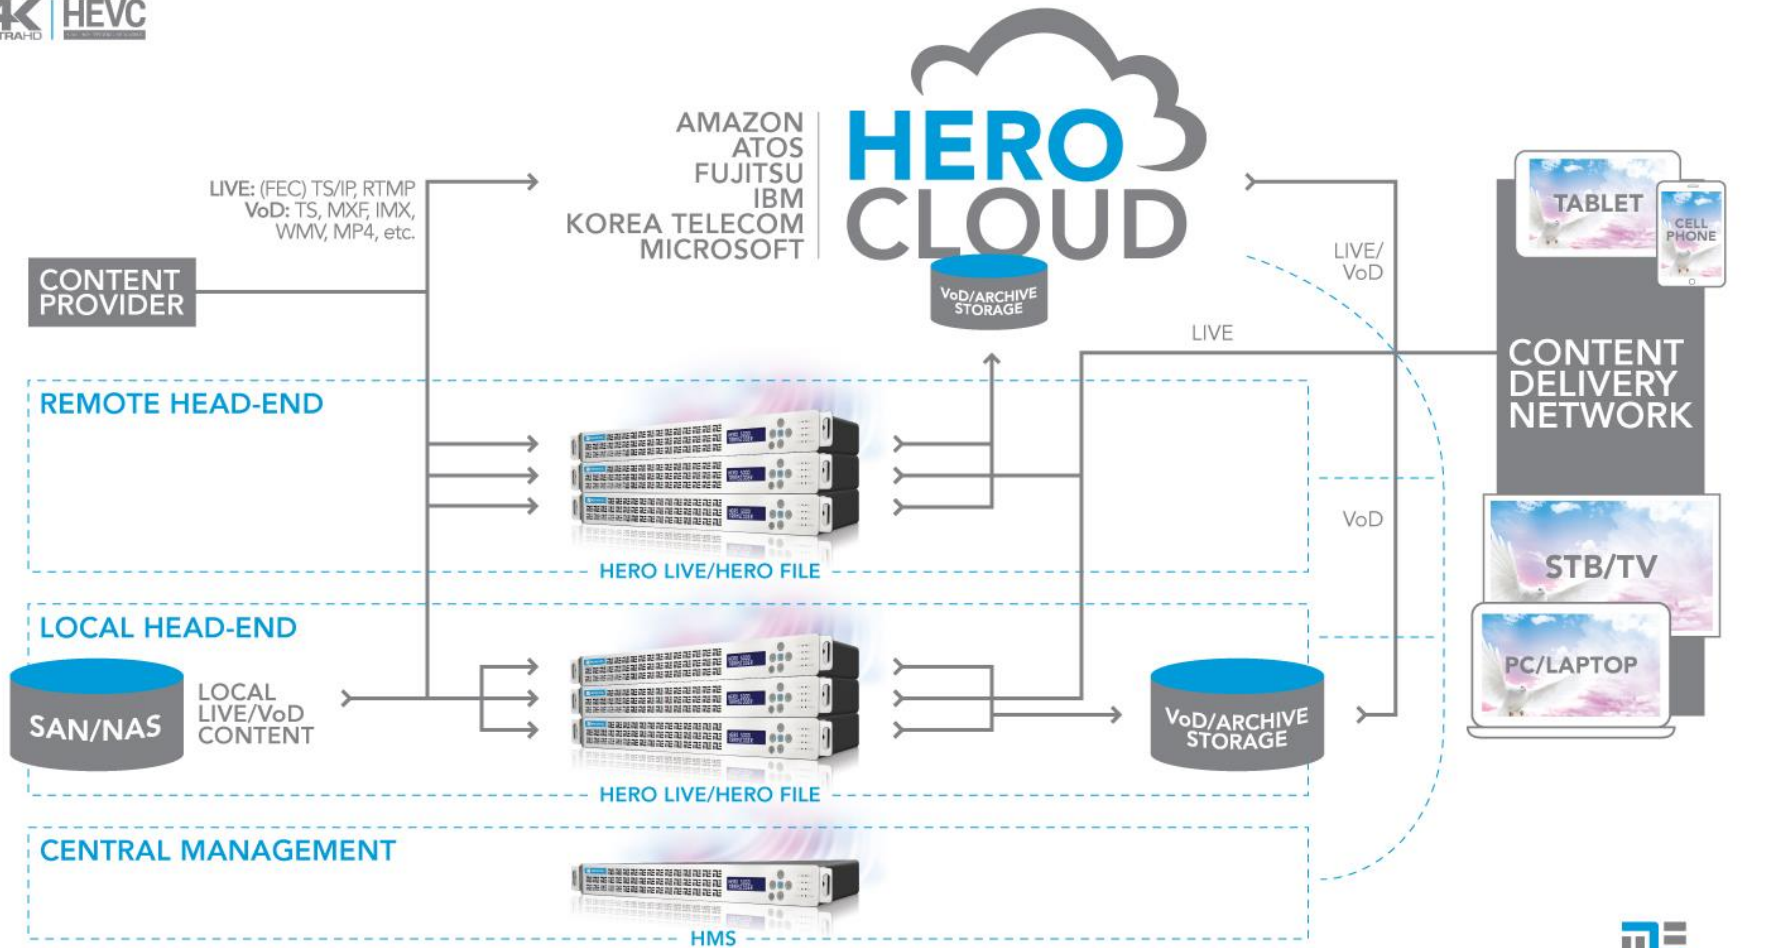 4K
HEVC
AMAZON
ATOS
FUJITSU
IBM
KOREA TELECOM
MICROSOFT
HERO
CLOUD
LIVE: (FEC) TS/IP, RTMP
VoD: TS, MXF, IMX,
WMV, MP4, etc.
CONTENT
PROVIDER
VoD/ARCHIVE
STORAGE
LIVE/
VoD
LIVE
TABLET
CELL
PHONE
CONTENT
DELIVERY
NETWORK
REMOTE HEAD-END
HERO LIVE/HERO FILE
VoD
STB/TV
PC/LAPTOP
LOCAL HEAD-END
SAN/NAS
LOCAL
LIVE/VoD
CONTENT
VoD/ARCHIVE
STORAGE
HERO LIVE/HERO FILE
CENTRAL MANAGEMENT
HMS